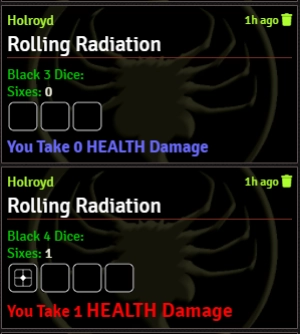 Holroyd
1h ago
Rolling Radiation
Black 3 Dice:
Sixes: 0
You Take 0 HEALTH Damage
Holroyd
1h ago
Rolling Radiation
Black 4 Dice:
Sixes: 1
You Take 1 HEALTH Damage